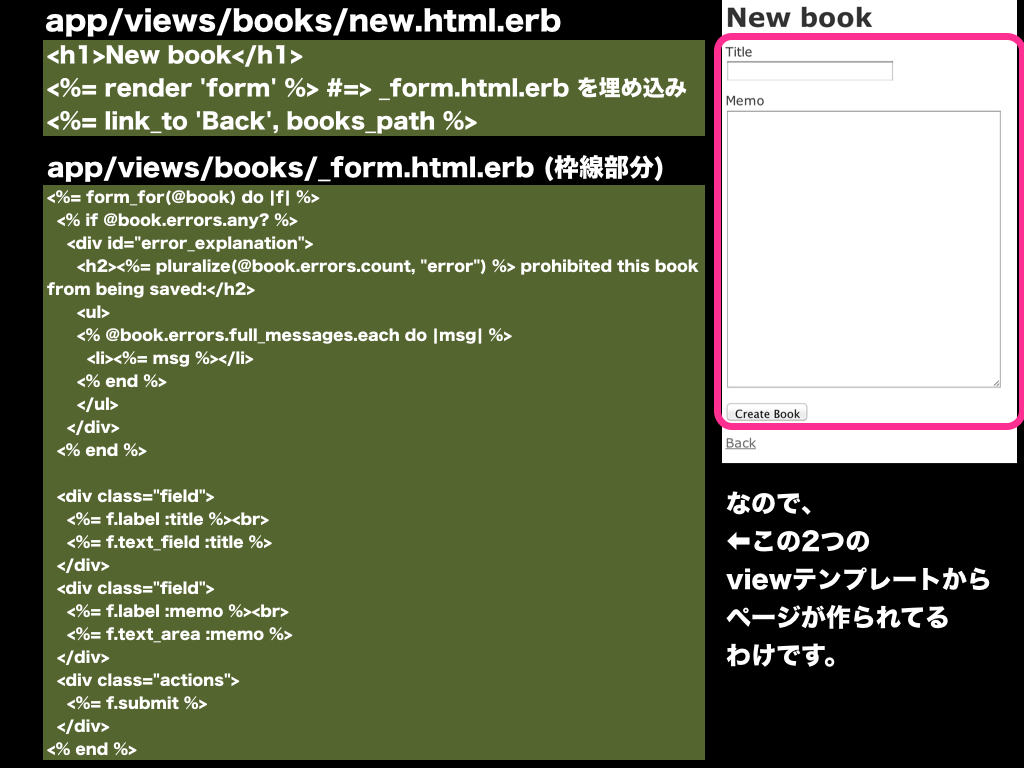 app/views/books/new.html.erb
<h1>New book</h1>
<%= render 'form' %> #=> _form.html.erb を埋め込み
<%= link_to 'Back', books_path %>
app/views/books/_form.html.erb (枠線部分)
<%= form_for(@book) do |f| %>
  <% if @book.errors.any? %>
    <div id="error_explanation">
      <h2><%= pluralize(@book.errors.count, "error") %> prohibited this book
from being saved:</h2>
      <ul>
      <% @book.errors.full_messages.each do |msg| %>
        <li><%= msg %></li>
      <% end %>
      </ul>
    </div>
  <% end %>
  <div class="field">
    <%= f.label :title %><br>
    <%= f.text_field :title %>
  </div>
  <div class="field">
    <%= f.label :memo %><br>
    <%= f.text_area :memo %>
  </div>
  <div class="actions">
    <%= f.submit %>
  </div>
<% end %>
New book
Title
Memo
Create Book
Back
なので、
⬅この2つの
viewテンプレートから
ページが作られてる
わけです。